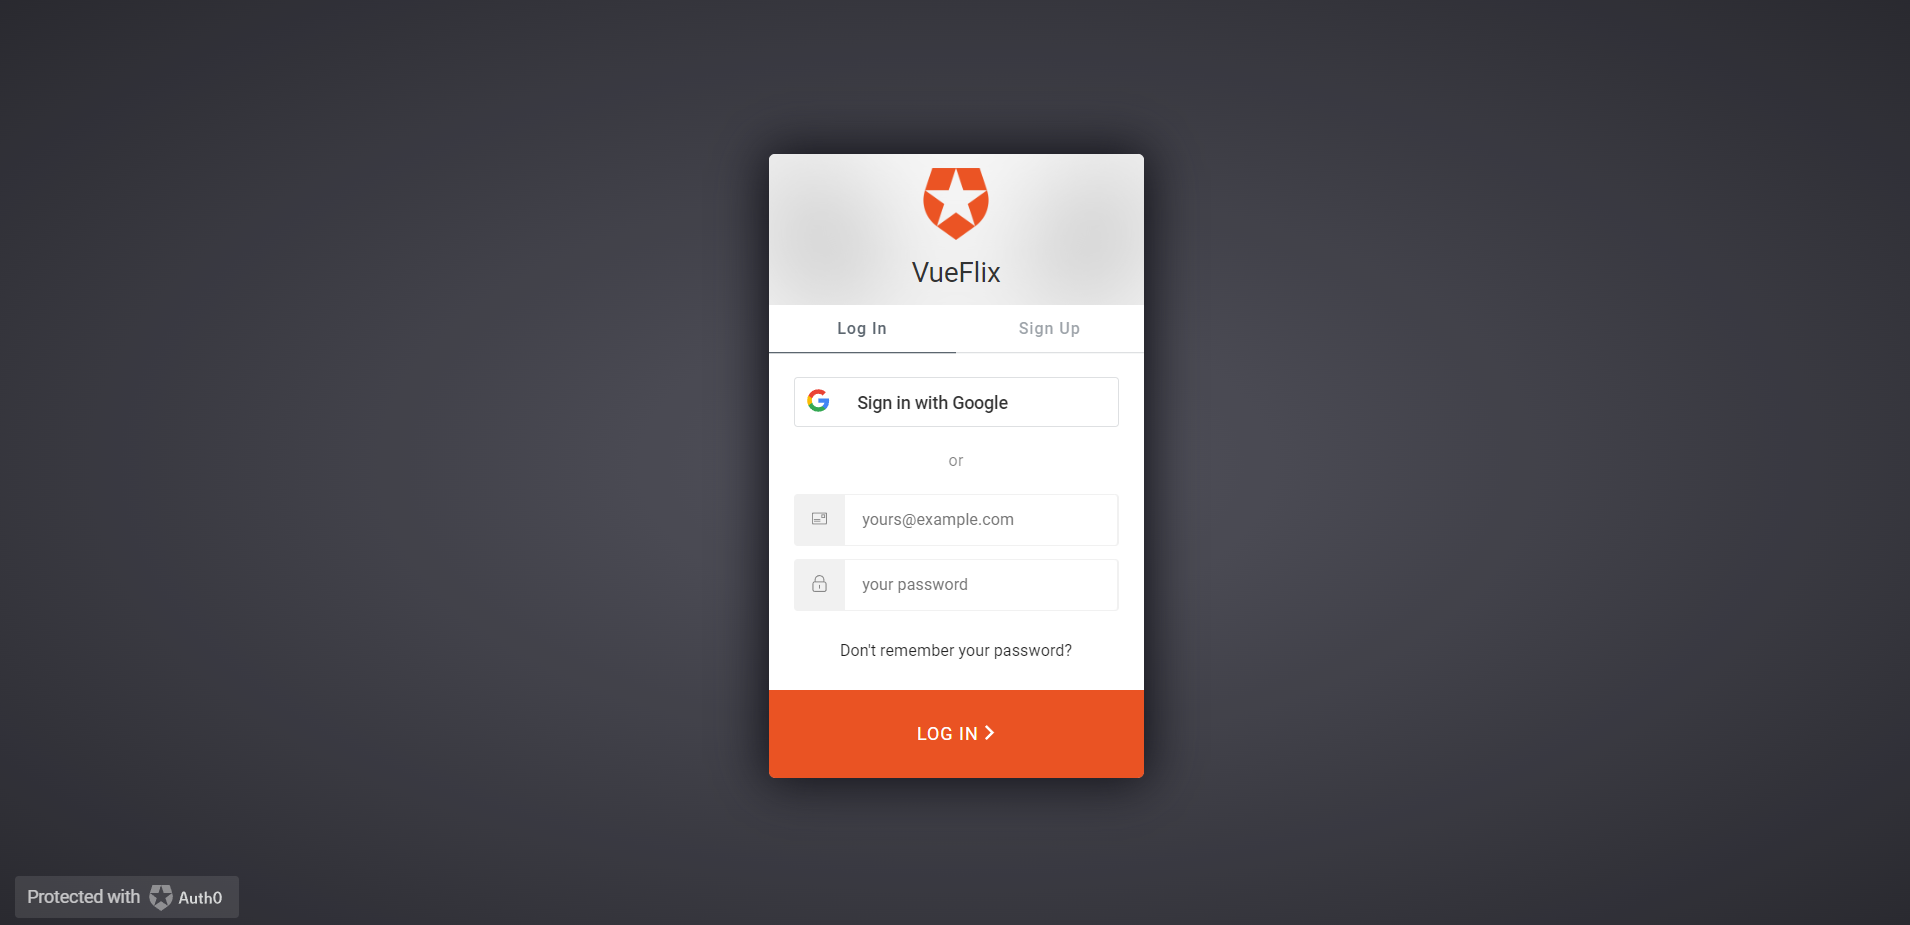 VueFlix
Log In
Sign Up
Sign in with Google
or
yours@example.com
your password
Don't remember your password?
LOG IN
Protected with Auth0